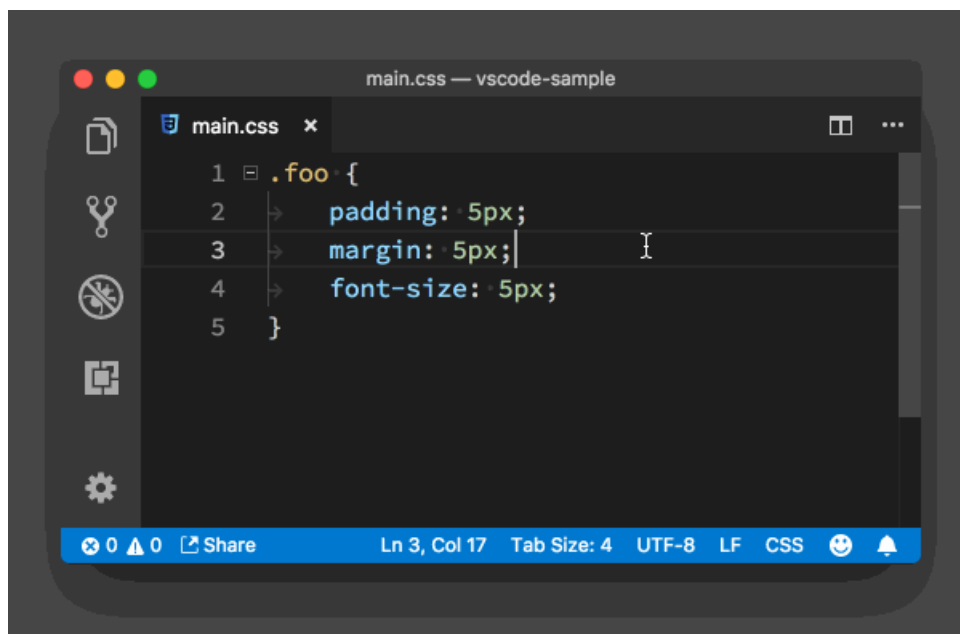 main.css — vscode-sample
main.css ×
1 .foo {
2 padding: 5px;
3 margin: 5px;
4 font-size: 5px;
5 }
0 0 Share Ln 3, Col 17 Tab Size: 4 UTF-8 LF CSS